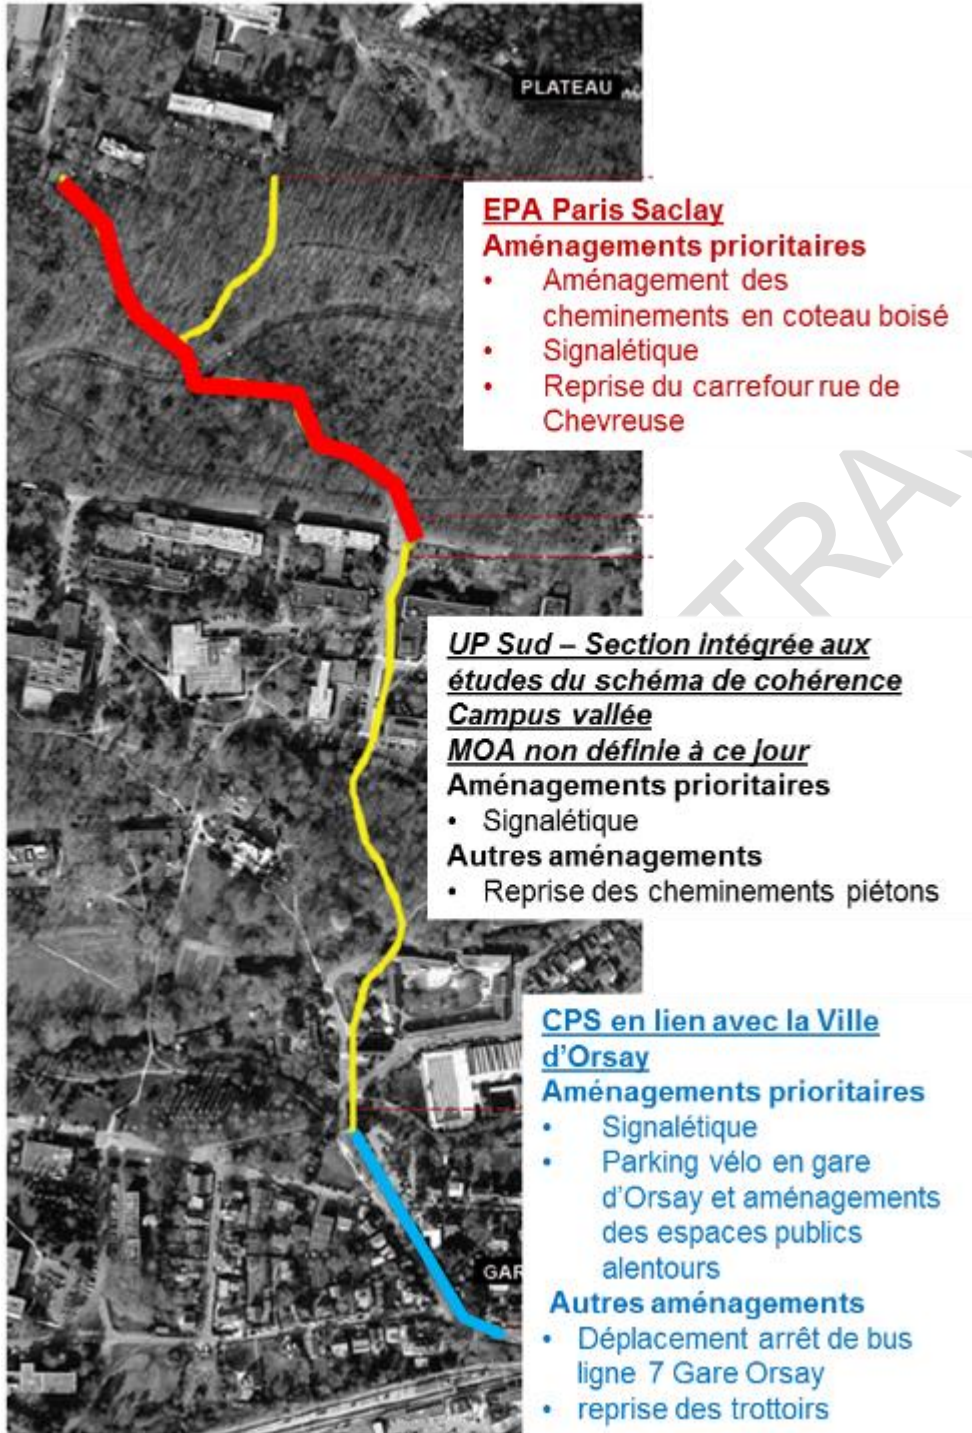 PLATEAU
EPA Paris Saclay
Aménagements prioritaires
• Aménagement des
cheminements en coteau boisé
• Signalétique
• Reprise du carrefour rue de
Chevreuse
UP Sud – Section intégrée aux
études du schéma de cohérence
Campus vallée
MOA non définie à ce jour
Aménagements prioritaires
• Signalétique
Autres aménagements
• Reprise des cheminements piétons
CPS en lien avec la Ville
d'Orsay
Aménagements prioritaires
• Signalétique
• Parking vélo en gare
d'Orsay et aménagements
des espaces publics
alentours
GAR
Autres aménagements
• Déplacement arrêt de bus
ligne 7 Gare Orsay
• reprise des trottoirs